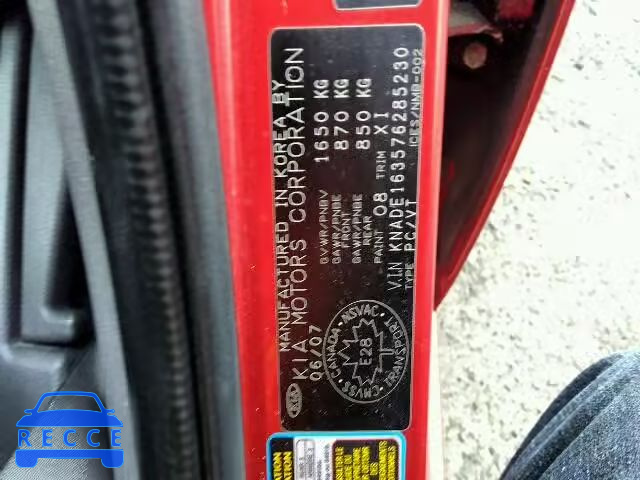 MANUFACTURED IN KOREA BY
KIA MOTORS CORPORATION
06/07
GVWR/PNBV 1650 KG
GAWR/PNBE FRONT 870 KG
GAWR/PNBE REAR 850 KG
PAINT 08 TRIM XI
VIN KNADE163576285230
TYPE PC/VT
ICES/NMB-002
CANADA NSVAC
CMVSS TRANSPORT
E28
KIA
RECCE